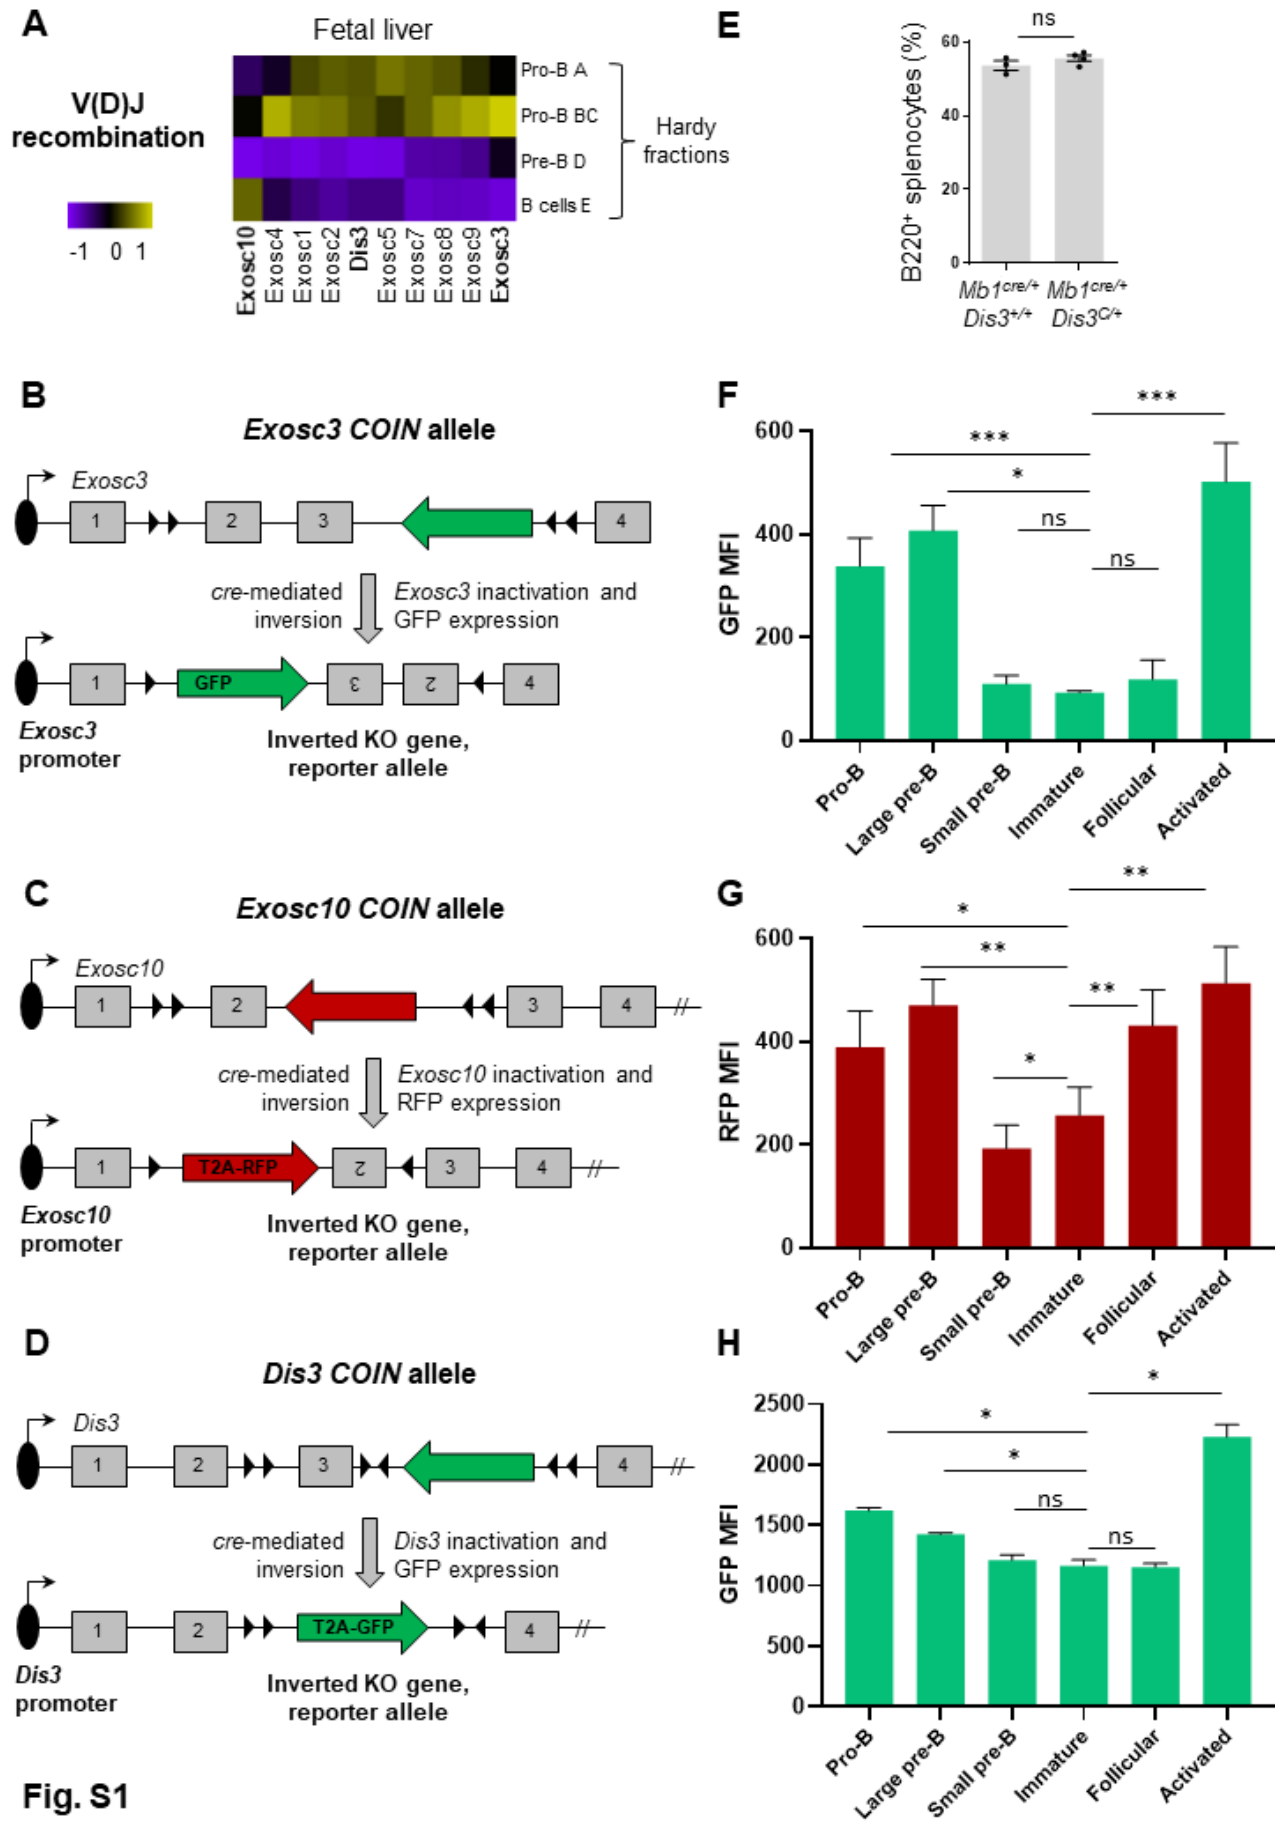 A
Fetal liver
V(D)J
recombination
-1 0 1
Pro-B A
Pro-B BC
Pre-B D
B cells E
Hardy
fractions
Exosc10
Exosc4
Exosc1
Exosc2
Dis3
Exosc5
Exosc7
Exosc8
Exosc9
Exosc3
E
ns
B220+ splenocytes (%)
60
40
20
0
Mb1cre/+ Mb1cre/+
Dis3+/+ Dis3C/+
B
Exosc3 COIN allele
Exosc3
1 2 3 4
cre-mediated
inversion
Exosc3 inactivation and
GFP expression
1 GFP 3 2 4
Exosc3
promoter
Inverted KO gene,
reporter allele
F
***
***
*
ns
ns
GFP MFI
600
400
200
0
Pro-B
Large pre-B
Small pre-B
Immature
Follicular
Activated
C
Exosc10 COIN allele
Exosc10
1 2 3 4 //
cre-mediated
inversion
Exosc10 inactivation and
RFP expression
1 T2A-RFP 2 3 4 //
Exosc10
promoter
Inverted KO gene,
reporter allele
G
**
*
**
**
*
RFP MFI
600
400
200
0
Pro-B
Large pre-B
Small pre-B
Immature
Follicular
Activated
D
Dis3 COIN allele
Dis3
1 2 3 4 //
cre-mediated
inversion
Dis3 inactivation and
GFP expression
1 2 T2A-GFP 4 //
Dis3
promoter
Inverted KO gene,
reporter allele
H
*
*
*
ns
ns
GFP MFI
2500
2000
1500
1000
500
0
Pro-B
Large pre-B
Small pre-B
Immature
Follicular
Activated
Fig. S1